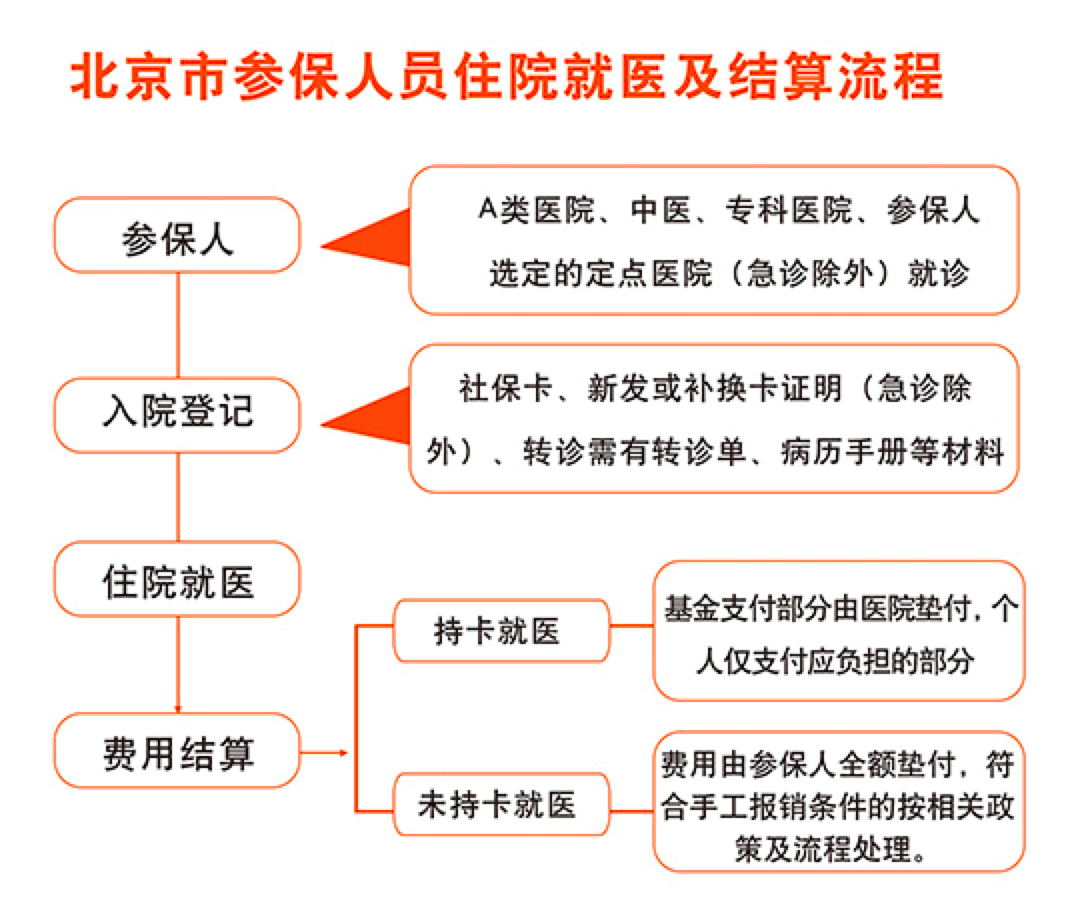 北京市参保人员住院就医及结算流程
参保人
A类医院、中医、专科医院、参保人
选定的定点医院（急诊除外）就诊
入院登记
社保卡、新发或补换卡证明（急诊除
外）、转诊需有转诊单、病历手册等材料
住院就医
费用结算
持卡就医
基金支付部分由医院垫付，个
人仅支付应负担的部分
未持卡就医
费用由参保人全额垫付，符
合手工报销条件的按相关政
策及流程处理。